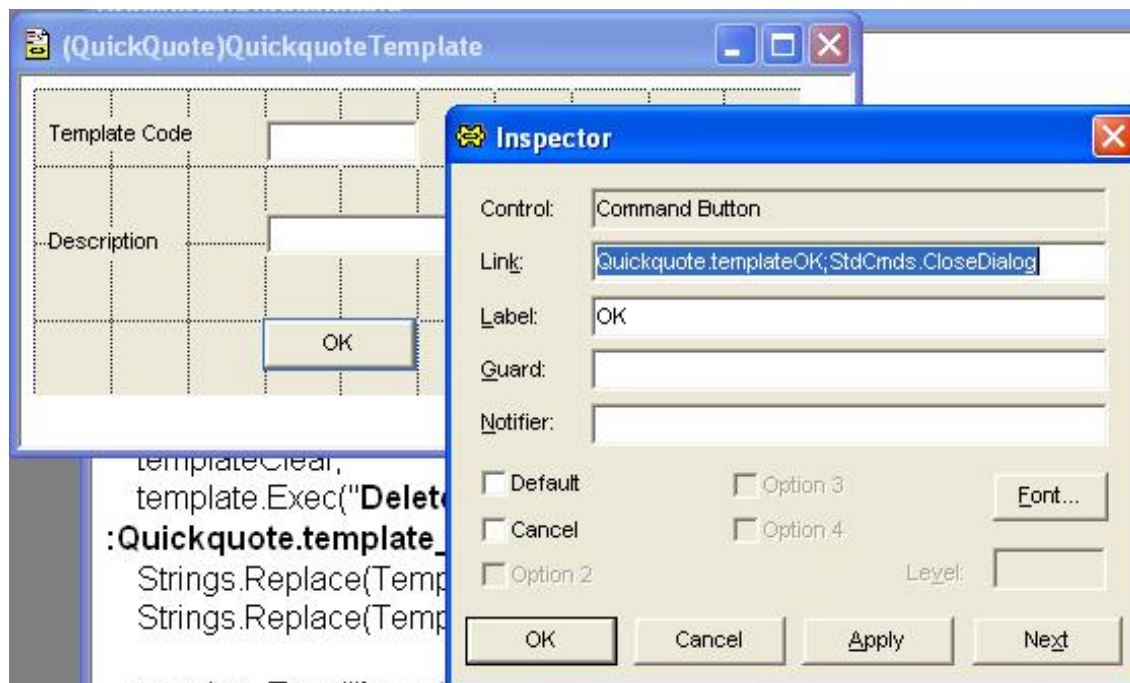 (QuickQuote)QuickquoteTemplate
Template Code
Description
OK
Inspector
Control: Command Button
Link: Quickquote.templateOK;StdCmds.CloseDialog
Label: OK
Guard:
Notifier:
Default
Option 3
Font...
Cancel
Option 4
Option 2
Level:
OK Cancel Apply Next
templateClear;
template.Exec("Delete
:Quickquote.template_
Strings.Replace(Temp
Strings.Replace(Temp